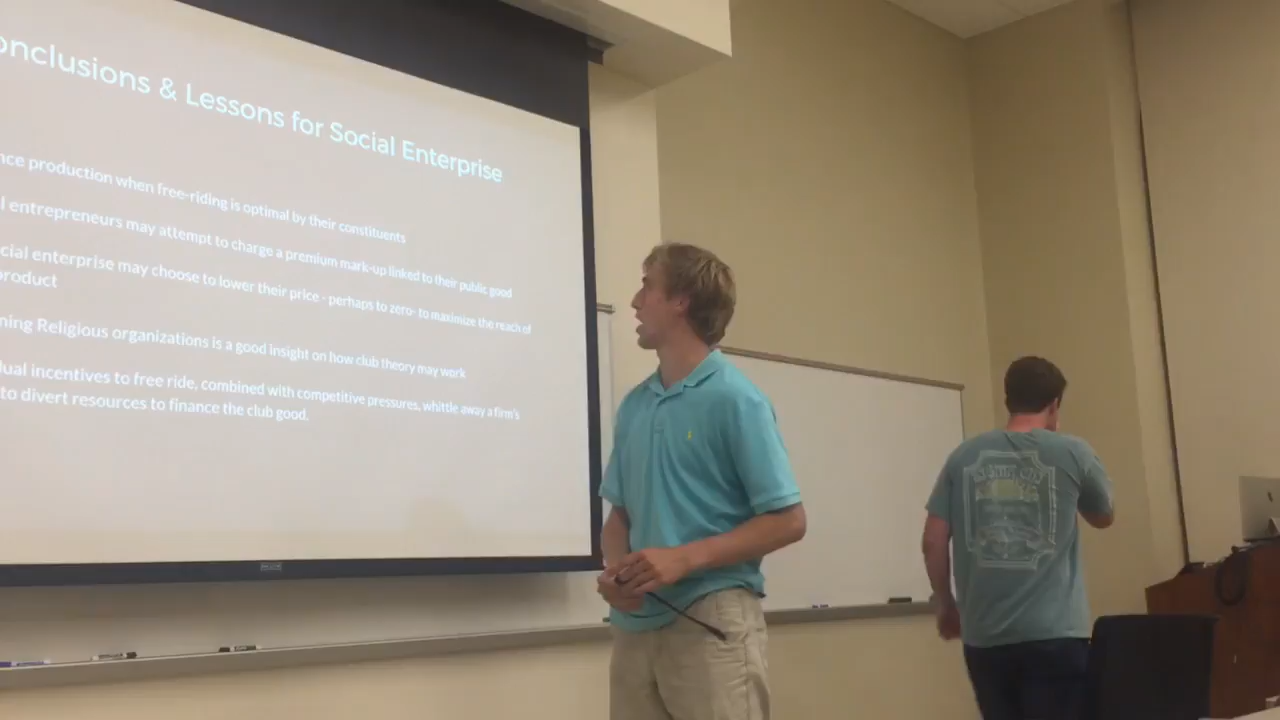 onclusions & Lessons for Social Enterprise
nce production when free-riding is optimal by their constituents
l entrepreneurs may attempt to charge a premium mark-up linked to their public good
cial enterprise may choose to lower their price - perhaps to zero- to maximize the reach of
product
ning Religious organizations is a good insight on how club theory may work
dual incentives to free ride, combined with competitive pressures, whittle away a firm's
to divert resources to finance the club good.